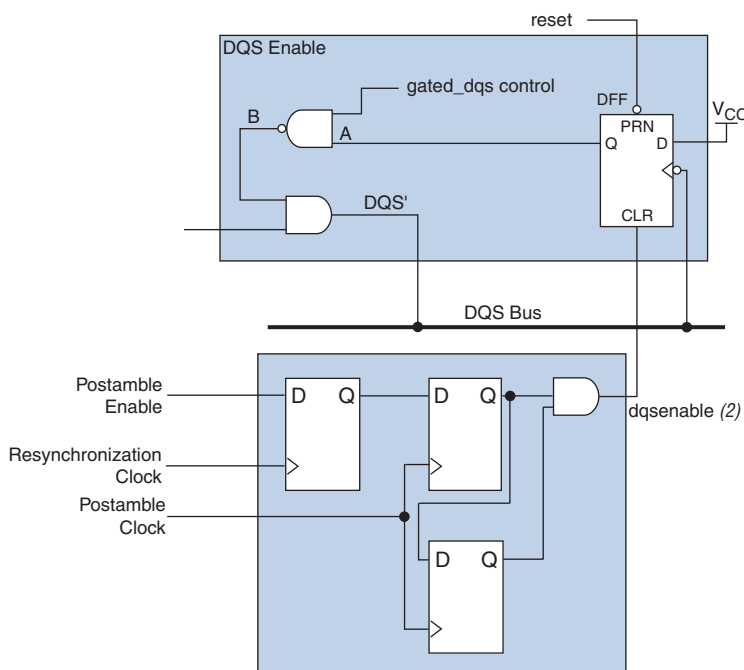 reset
DQS Enable
gated_dqs control
DFF
VCC
B
A
PRN
Q
D
CLR
DQS'
DQS Bus
Postamble
Enable
D
Q
D
Q
dqsenable (2)
Resynchronization
Clock
Postamble
Clock
D
Q